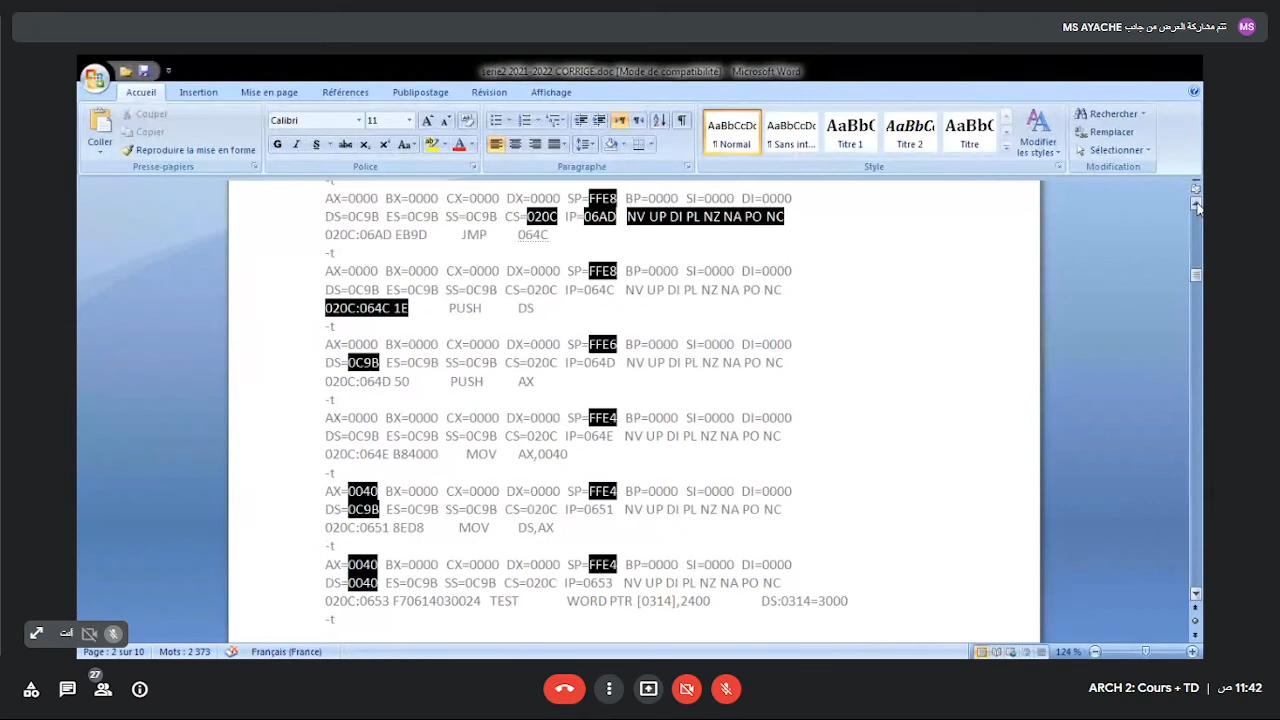 تتم مشاركة العرض من جانب MS AYACHE
MS
serie2 2021-2022 CORRIGE.doc [Mode de compatibilité] - Microsoft Word
Accueil Insertion Mise en page Références Publipostage Révision Affichage
Coller
Couper
Copier
Reproduire la mise en forme
Presse-papiers
Calibri 11
G I S abc x₂ x² Aa
Police
Paragraphe
AaBbCcDc AaBbCcDc AaBbC AaBbCc AaBbC
¶ Normal ¶ Sans int... Titre 1 Titre 2 Titre
Modifier les styles
Style
Rechercher
Remplacer
Sélectionner
Modification
-t
AX=0000 BX=0000 CX=0000 DX=0000 SP=FFE8 BP=0000 SI=0000 DI=0000
DS=0C9B ES=0C9B SS=0C9B CS=020C IP=06AD NV UP DI PL NZ NA PO NC
020C:06AD EB9D JMP 064C
-t
AX=0000 BX=0000 CX=0000 DX=0000 SP=FFE8 BP=0000 SI=0000 DI=0000
DS=0C9B ES=0C9B SS=0C9B CS=020C IP=064C NV UP DI PL NZ NA PO NC
020C:064C 1E PUSH DS
-t
AX=0000 BX=0000 CX=0000 DX=0000 SP=FFE6 BP=0000 SI=0000 DI=0000
DS=0C9B ES=0C9B SS=0C9B CS=020C IP=064D NV UP DI PL NZ NA PO NC
020C:064D 50 PUSH AX
-t
AX=0000 BX=0000 CX=0000 DX=0000 SP=FFE4 BP=0000 SI=0000 DI=0000
DS=0C9B ES=0C9B SS=0C9B CS=020C IP=064E NV UP DI PL NZ NA PO NC
020C:064E B84000 MOV AX,0040
-t
AX=0040 BX=0000 CX=0000 DX=0000 SP=FFE4 BP=0000 SI=0000 DI=0000
DS=0C9B ES=0C9B SS=0C9B CS=020C IP=0651 NV UP DI PL NZ NA PO NC
020C:0651 8ED8 MOV DS,AX
-t
AX=0040 BX=0000 CX=0000 DX=0000 SP=FFE4 BP=0000 SI=0000 DI=0000
DS=0040 ES=0C9B SS=0C9B CS=020C IP=0653 NV UP DI PL NZ NA PO NC
020C:0653 F70614030024 TEST WORD PTR [0314],2400 DS:0314=3000
-t
أنت
Page : 2 sur 10 Mots : 2 373 Français (France) 124 %
27
ARCH 2: Cours + TD | 11:42 ص